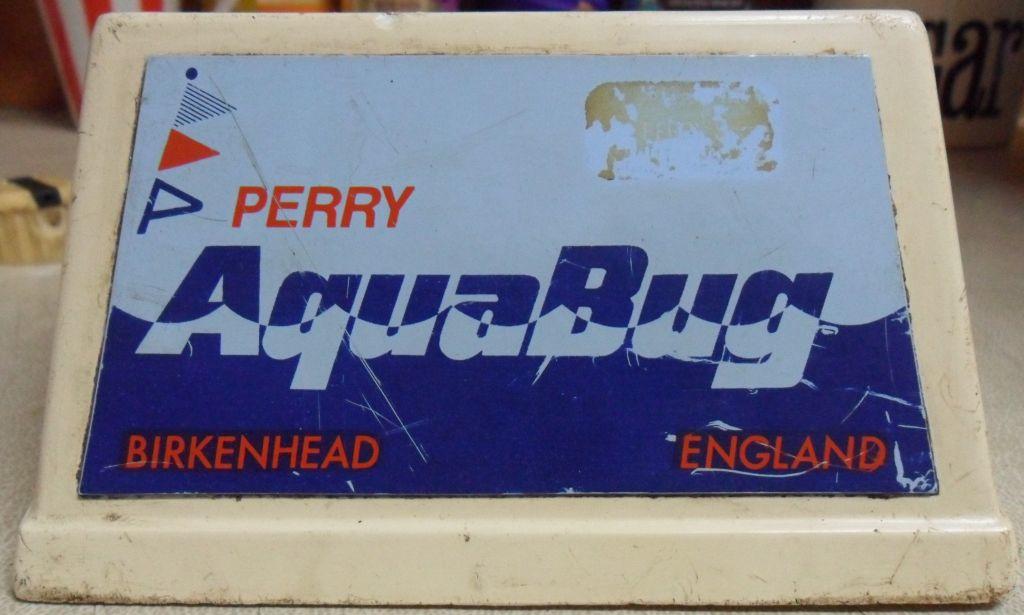 PERRY
AquaBug
BIRKENHEAD
ENGLAND